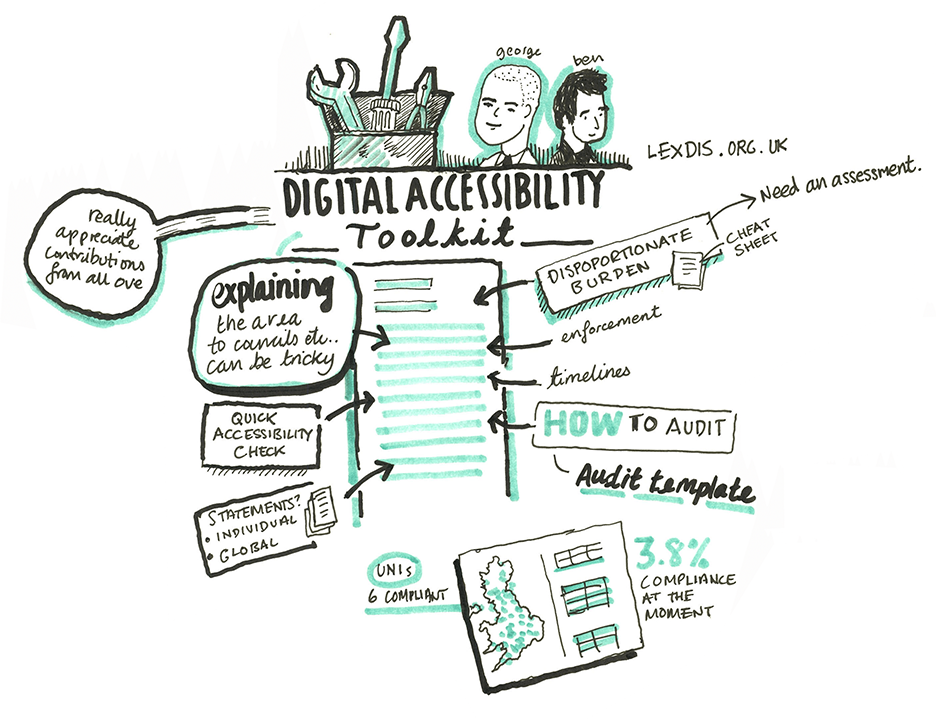 george
ben
LEXDIS.ORG.UK
DIGITAL ACCESSIBILITY
Toolkit
really
appreciate
contributions
from all ove
explaining
the area
to councils etc..
can be tricky
QUICK
ACCESSIBILITY
CHECK
STATEMENTS?
• INDIVIDUAL
• GLOBAL
Need an assessment.
DISPOPORTIONATE
BURDEN
CHEAT
SHEET
enforcement
timelines
HOW TO AUDIT
Audit template
UNIs
6 COMPLIANT
3.8%
COMPLIANCE
AT THE
MOMENT